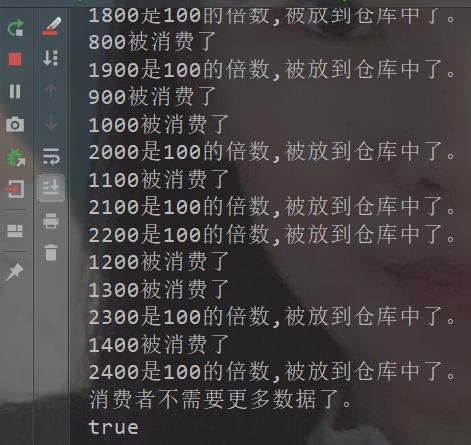 1800是100的倍数,被放到仓库中了。
800被消费了
1900是100的倍数,被放到仓库中了。
900被消费了
1000被消费了
2000是100的倍数,被放到仓库中了。
1100被消费了
2100是100的倍数,被放到仓库中了。
2200是100的倍数,被放到仓库中了。
1200被消费了
1300被消费了
2300是100的倍数,被放到仓库中了。
1400被消费了
2400是100的倍数,被放到仓库中了。
消费者不需要更多数据了。
true